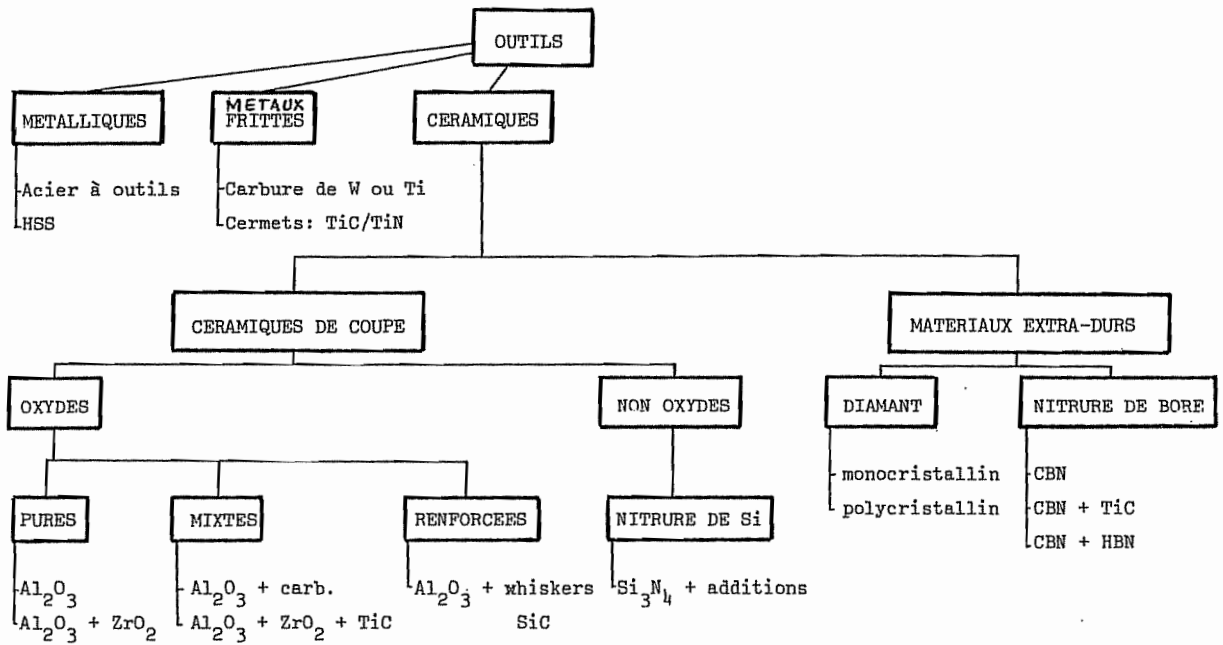 OUTILS
METALLIQUES
METAUX
FRITTES
CERAMIQUES
Acier à outils
HSS
Carbure de W ou Ti
Cermets: TiC/TiN
CERAMIQUES DE COUPE
MATERIAUX EXTRA-DURS
OXYDES
NON OXYDES
DIAMANT
NITRURE DE BORE
monocristallin
polycristallin
CBN
CBN + TiC
CBN + HBN
PURES
MIXTES
RENFORCEES
NITRURE DE Si
Al₂O₃
Al₂O₃ + ZrO₂
Al₂O₃ + carb.
Al₂O₃ + ZrO₂ + TiC
Al₂O₃ + whiskers
SiC
Si₃N₄ + additions